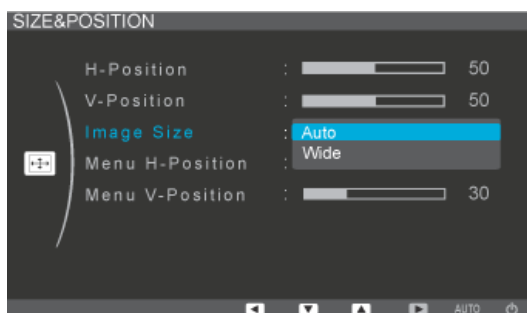 SIZE&POSITION
H-Position : 50
V-Position : 50
Image Size : Auto
Wide
Menu H-Position :
Menu V-Position : 30
AUTO